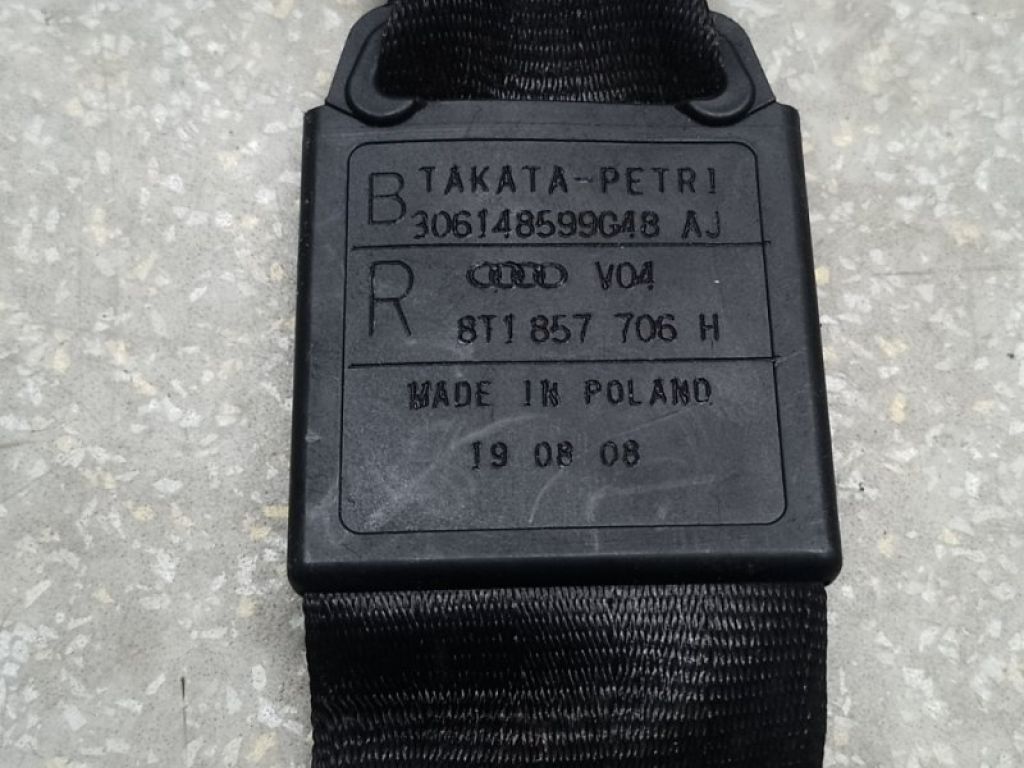 B TAKATA-PETRI
306148599G48 AJ
R V04
8T1 857 706 H
MADE IN POLAND
19 08 08